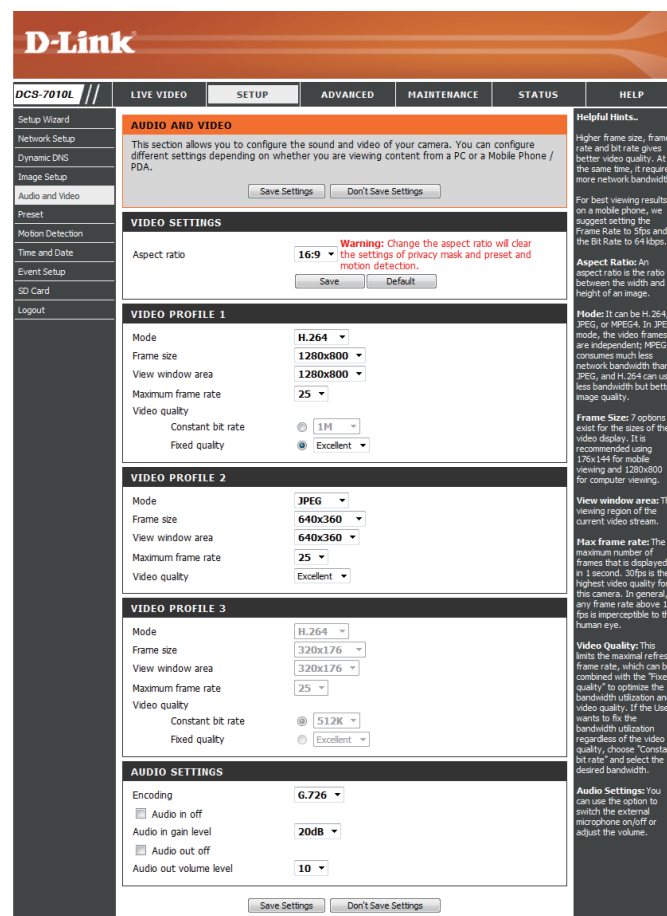 D-Link
DCS-7010L
LIVE VIDEO
SETUP
ADVANCED
MAINTENANCE
STATUS
HELP
Setup Wizard
Network Setup
Dynamic DNS
Image Setup
Audio and Video
Preset
Motion Detection
Time and Date
Event Setup
SD Card
Logout
AUDIO AND VIDEO
This section allows you to configure the sound and video of your camera. You can configure
different settings depending on whether you are viewing content from a PC or a Mobile Phone /
PDA.
Save Settings Don't Save Settings
VIDEO SETTINGS
Aspect ratio 16:9
Warning: Change the aspect ratio will clear
the settings of privacy mask and preset and
motion detection.
Save Default
VIDEO PROFILE 1
Mode H.264
Frame size 1280x800
View window area 1280x800
Maximum frame rate 25
Video quality
Constant bit rate 1M
Fixed quality Excellent
VIDEO PROFILE 2
Mode JPEG
Frame size 640x360
View window area 640x360
Maximum frame rate 25
Video quality Excellent
VIDEO PROFILE 3
Mode H.264
Frame size 320x176
View window area 320x176
Maximum frame rate 25
Video quality
Constant bit rate 512K
Fixed quality Excellent
AUDIO SETTINGS
Encoding G.726
Audio in off
Audio in gain level 20dB
Audio out off
Audio out volume level 10
Save Settings Don't Save Settings
Helpful Hints..
Higher frame size, frame
rate and bit rate gives
better video quality. At
the same time, it require
more network bandwidt
For best viewing results
on a mobile phone, we
suggest setting the
Frame Rate to 5fps and
the Bit Rate to 64 kbps.
Aspect Ratio: An
aspect ratio is the ratio
between the width and
height of an image.
Mode: It can be H.264,
JPEG, or MPEG4. In JPE
mode, the video frames
are independent; MPEG
consumes much less
network bandwidth than
JPEG, and H.264 can us
less bandwidth but bett
image quality.
Frame Size: 7 options
exist for the sizes of the
video display. It is
recommended using
176x144 for mobile
viewing and 1280x800
for computer viewing.
View window area: Th
viewing region of the
current video stream.
Max frame rate: The
maximum number of
frames that is displayed
in 1 second. 30fps is the
highest video quality for
this camera. In general,
any frame rate above 1
fps is imperceptible to th
human eye.
Video Quality: This
limits the maximal refres
frame rate, which can b
combined with the "Fixe
quality" to optimize the
bandwidth utilization an
video quality. If the Use
wants to fix the
bandwidth utilization
regardless of the video
quality, choose "Consta
bit rate" and select the
desired bandwidth.
Audio Settings: You
can use the option to
switch the external
microphone on/off or
adjust the volume.